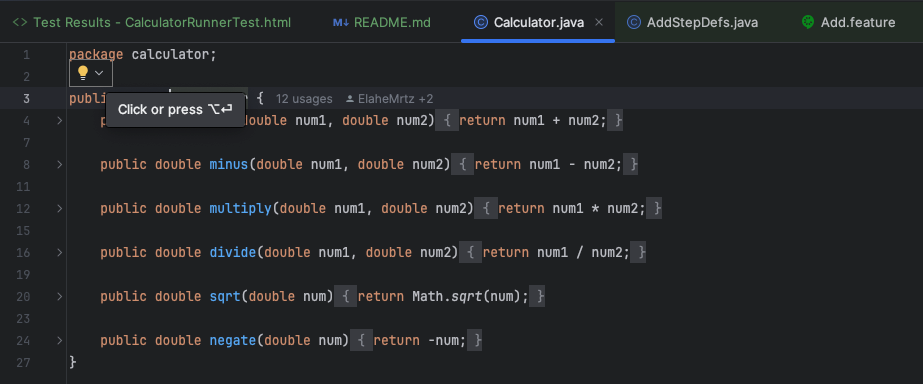 <> Test Results - CalculatorRunnerTest.html
M↓ README.md
Calculator.java ×
AddStepDefs.java
Add.feature
1 package calculator;
2
3 publi { 12 usages ElaheMrtz +2
Click or press ⌥⏎
4 p double num1, double num2) { return num1 + num2; }
7
8 public double minus(double num1, double num2) { return num1 - num2; }
11
12 public double multiply(double num1, double num2) { return num1 * num2; }
15
16 public double divide(double num1, double num2) { return num1 / num2; }
19
20 public double sqrt(double num) { return Math.sqrt(num); }
23
24 public double negate(double num) { return -num; }
27 }